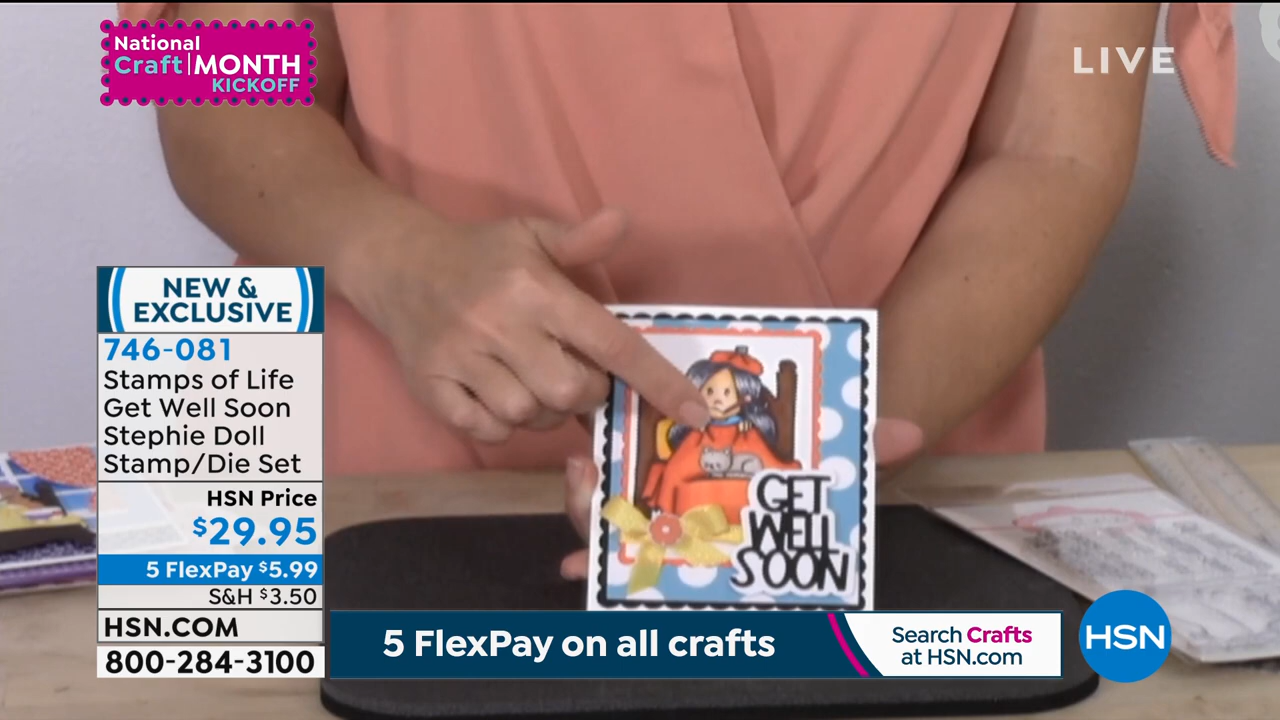 National
Craft|MONTH
KICKOFF
LIVE
NEW &
EXCLUSIVE
746-081
Stamps of Life
Get Well Soon
Stephie Doll
Stamp/Die Set
HSN Price
$29.95
5 FlexPay $5.99
S&H $3.50
HSN.COM
800-284-3100
GET
WELL
SOON
5 FlexPay on all crafts
Search Crafts
at HSN.com
HSN